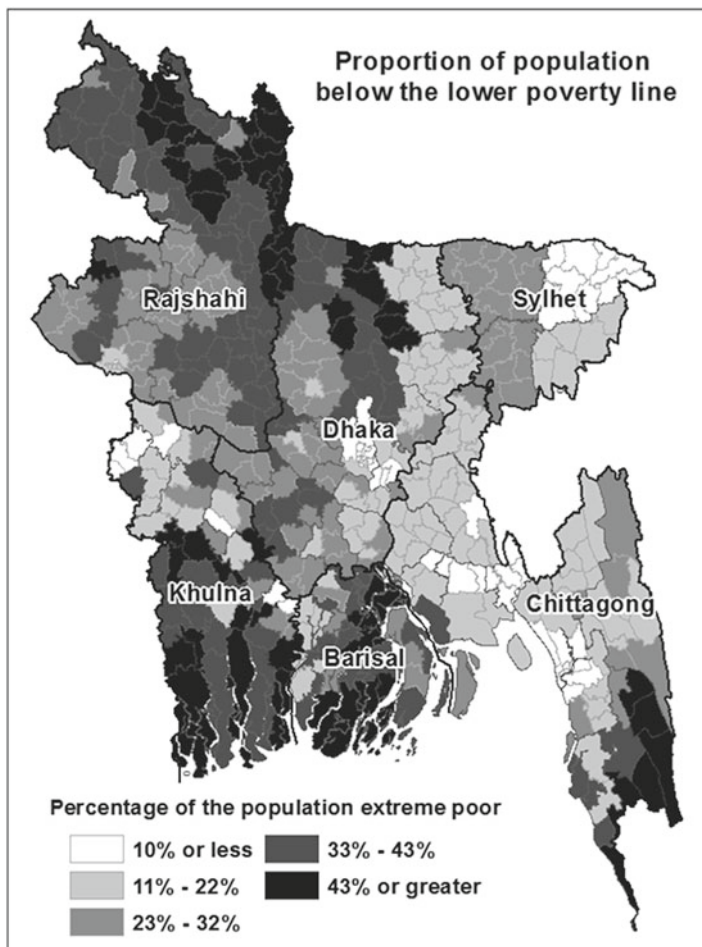 Proportion of population
below the lower poverty line
Rajshahi
Sylhet
Dhaka
Khulna
Chittagong
Barisal
Percentage of the population extreme poor
10% or less
33% - 43%
11% - 22%
43% or greater
23% - 32%